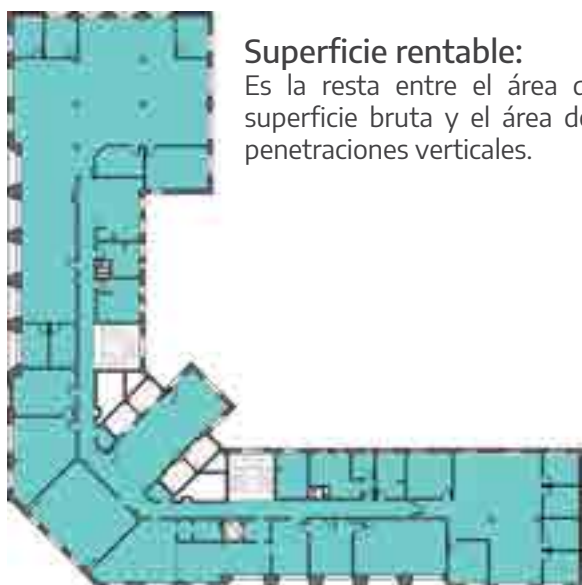 Superficie rentable:
Es la resta entre el área
superficie bruta y el área
penetraciones verticales.